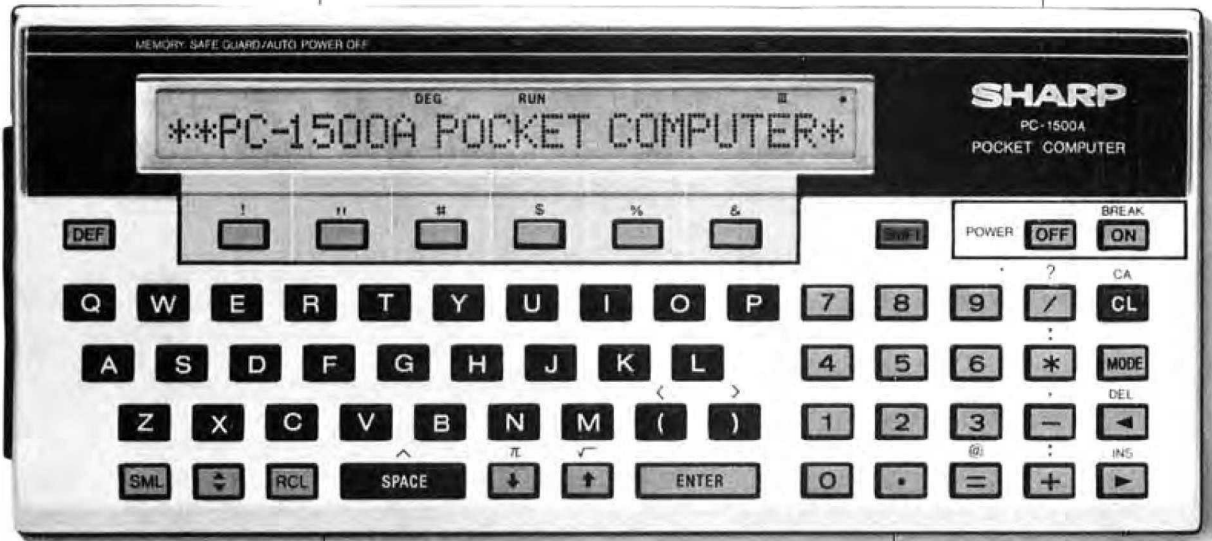 MEMORY SAFE GUARD/AUTO POWER OFF
DEG RUN III
**PC-1500A POCKET COMPUTER*
SHARP
PC-1500A
POCKET COMPUTER
! " # $ % &
BREAK
DEF SHIFT POWER OFF ON
? CA
Q W E R T Y U I O P 7 8 9 / CL
:
A S D F G H J K L 4 5 6 * MODE
< > , DEL
Z X C V B N M ( ) 1 2 3 — ◄
^ π √ @ ; INS
SML RCL SPACE ↓ ↑ ENTER 0 • = + ►